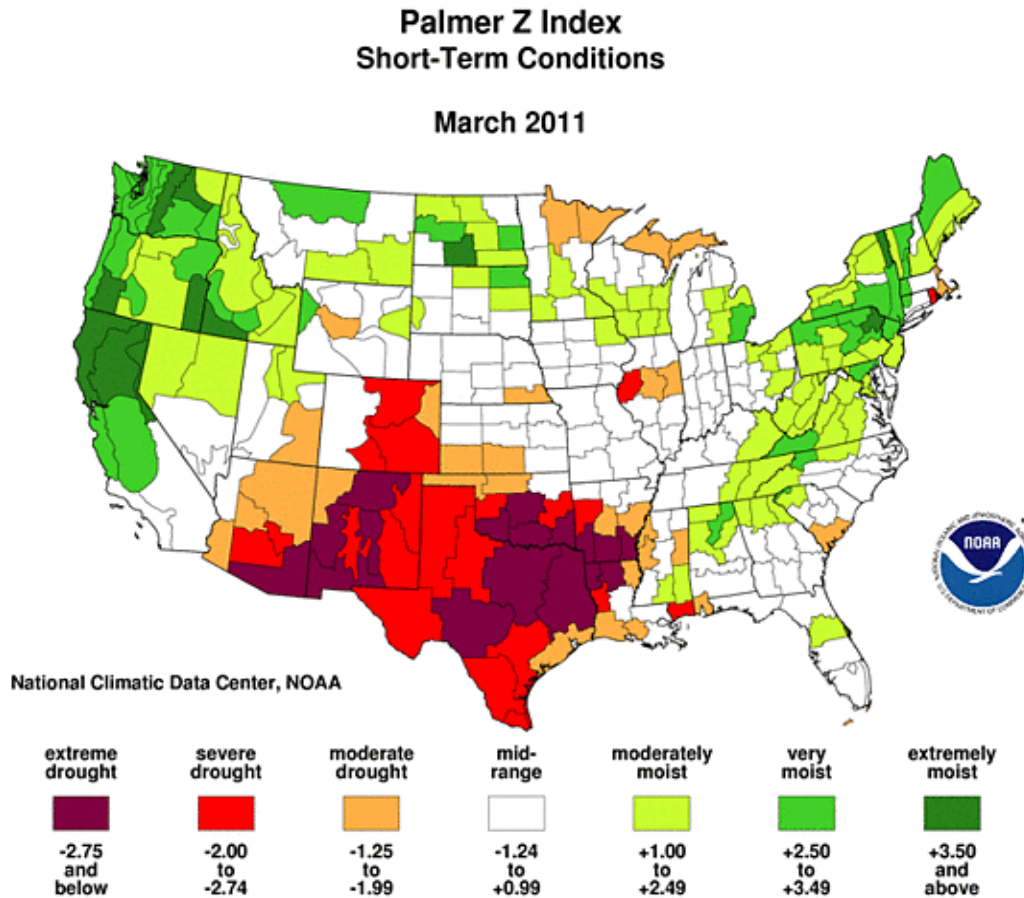 Palmer Z Index
Short-Term Conditions
March 2011
NOAA
National Climatic Data Center, NOAA
extreme drought
severe drought
moderate drought
mid-range
moderately moist
very moist
extremely moist
-2.75 and below
-2.00 to -2.74
-1.25 to -1.99
-1.24 to +0.99
+1.00 to +2.49
+2.50 to +3.49
+3.50 and above